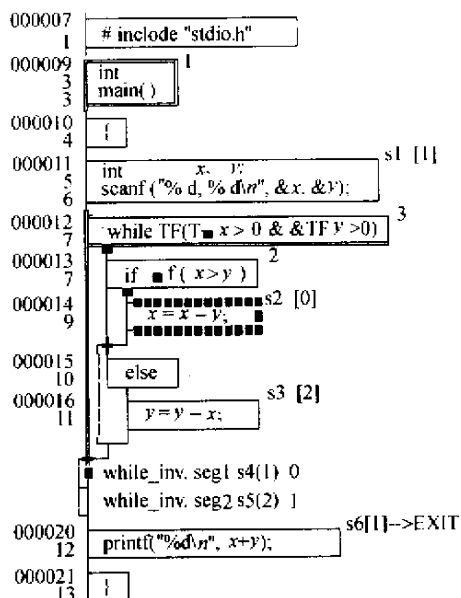 000007
1 # include "stdio.h"
000009 1
3 int
3 main( )
000010
4 {
000011 s1 [1]
5 int x, y;
6 scanf ("% d, % d\n", &x. &y);
000012 3
7 while TF(T■ x > 0 & &TF y >0)
000013 2
7 if ■ f ( x>y )
000014 s2 [0]
9 x = x - y;
000015
10 else
000016 s3 [2]
11 y = y - x;
while_inv. seg1 s4(1) 0
while_inv. seg2 s5(2) 1
000020 s6[1]-->EXIT
12 printf("%d\n", x+y);
000021
13 }